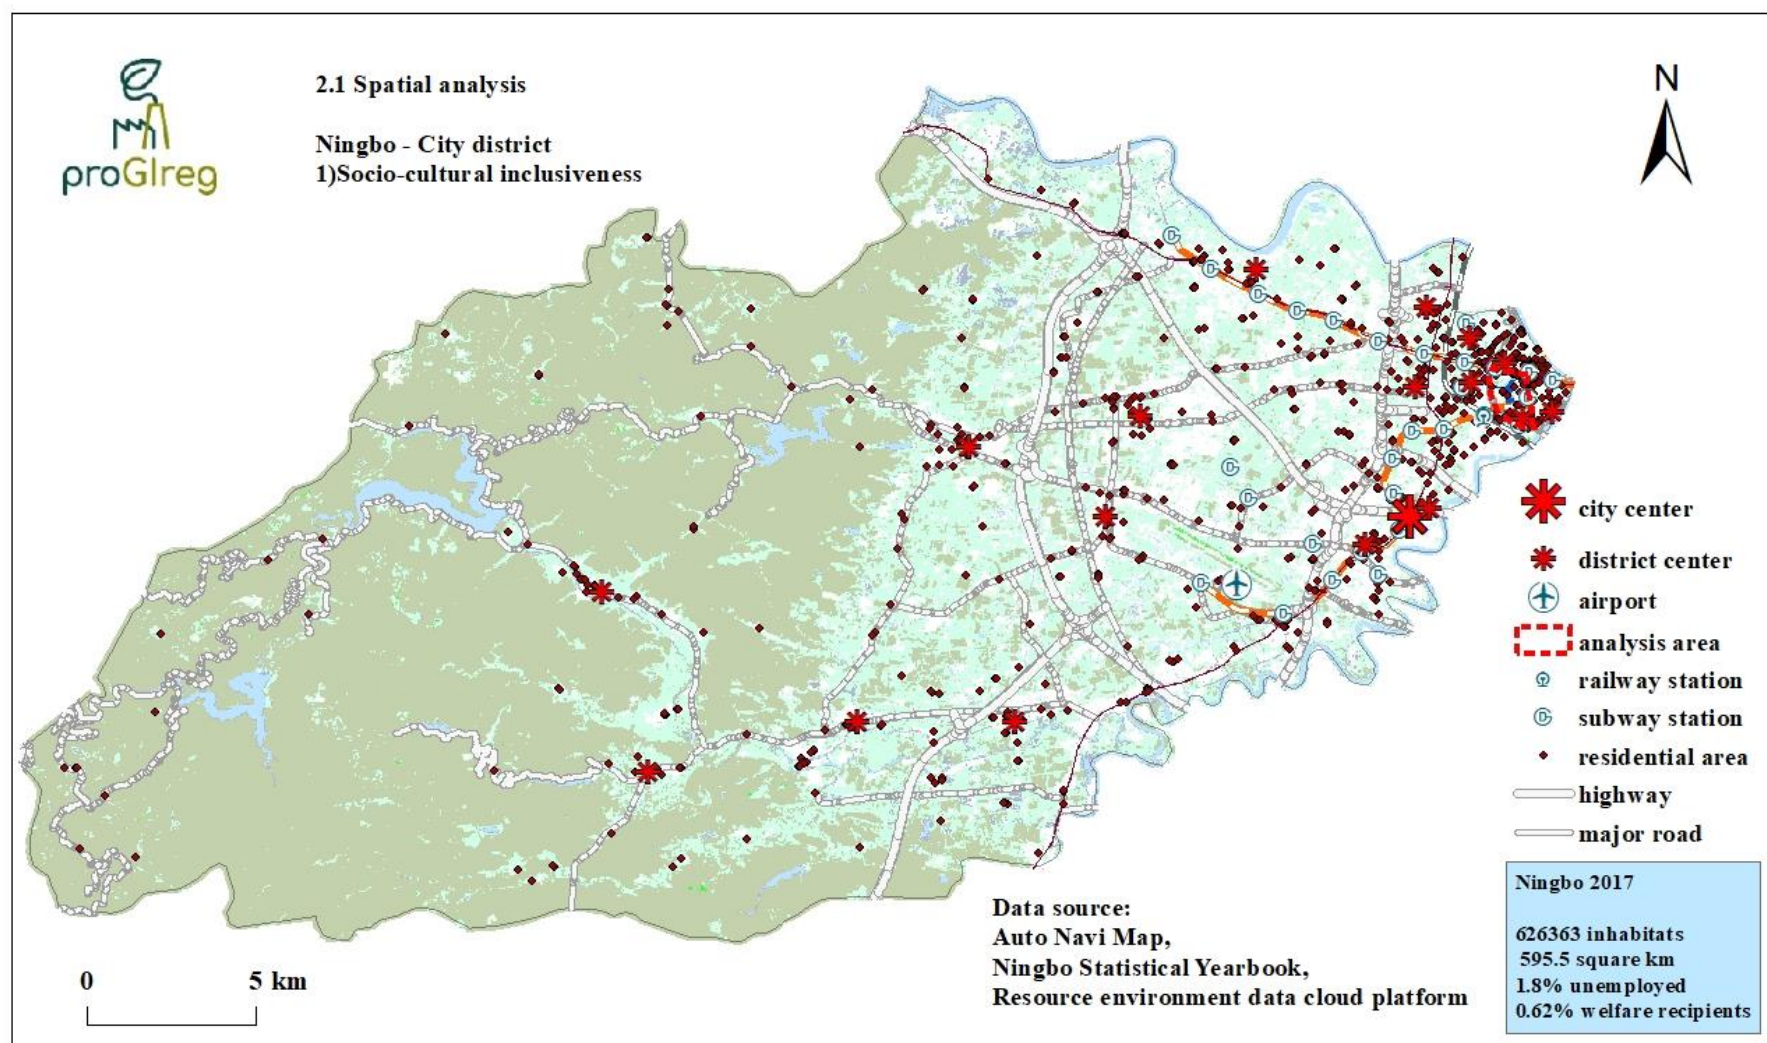 proGIreg
2.1 Spatial analysis
Ningbo - City district
1)Socio-cultural inclusiveness
N
city center
district center
airport
analysis area
railway station
subway station
residential area
highway
major road
Ningbo 2017
626363 inhabitats
595.5 square km
1.8% unemployed
0.62% welfare recipients
Data source:
Auto Navi Map,
Ningbo Statistical Yearbook,
Resource environment data cloud platform
0 5 km